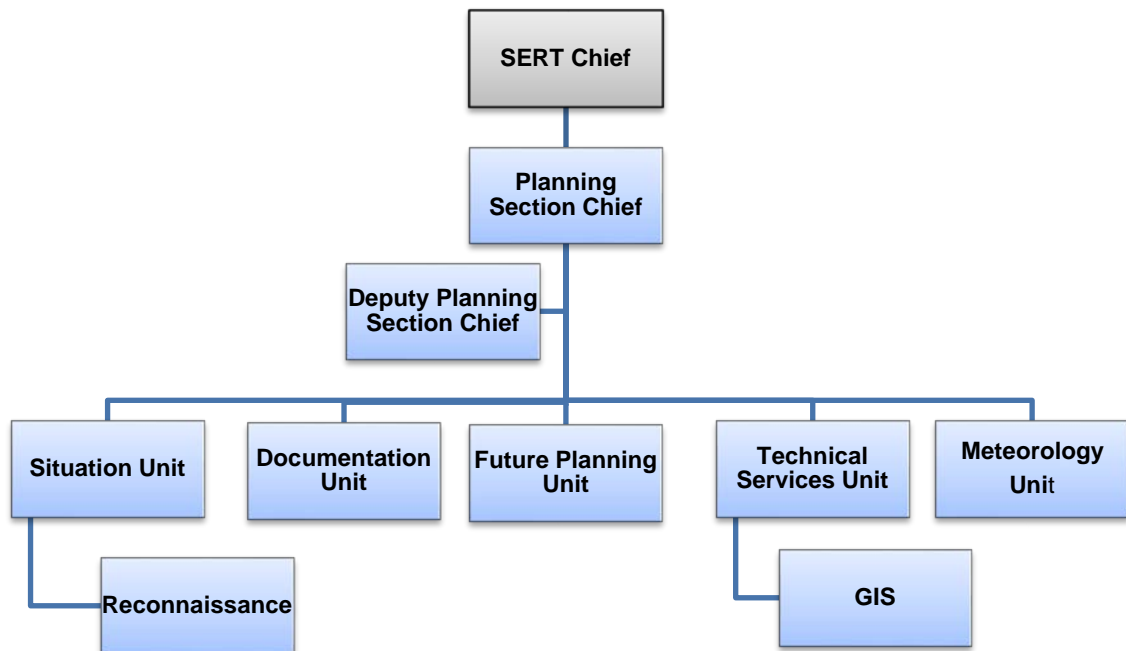 SERT Chief
Planning
Section Chief
Deputy Planning
Section Chief
Situation Unit
Documentation
Unit
Future Planning
Unit
Technical
Services Unit
Meteorology
Unit
Reconnaissance
GIS